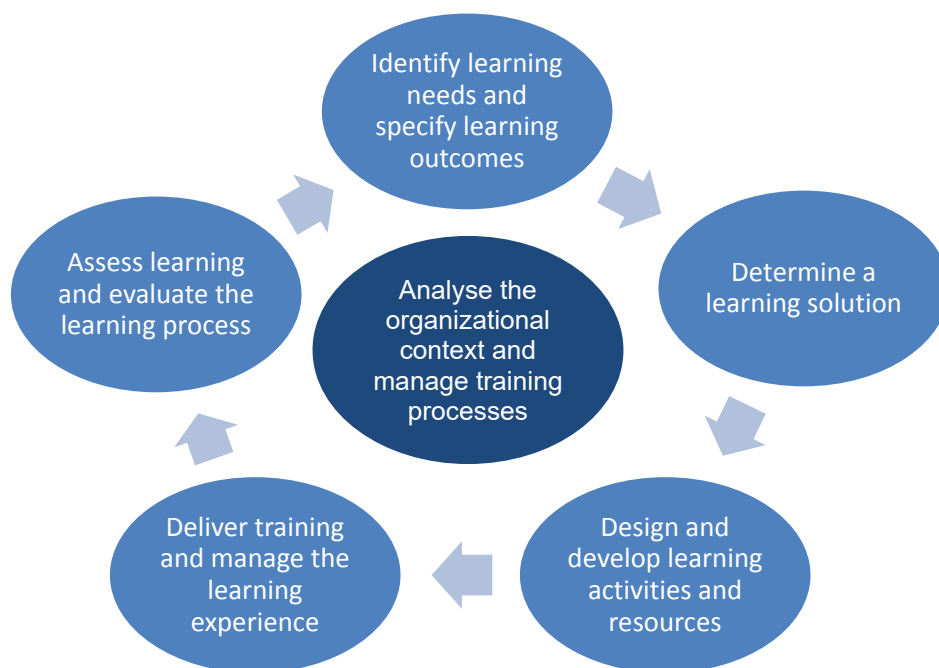 Identify learning
needs and
specify learning
outcomes
Determine a
learning solution
Design and
develop learning
activities and
resources
Deliver training
and manage the
learning
experience
Assess learning
and evaluate the
learning process
Analyse the
organizational
context and
manage training
processes